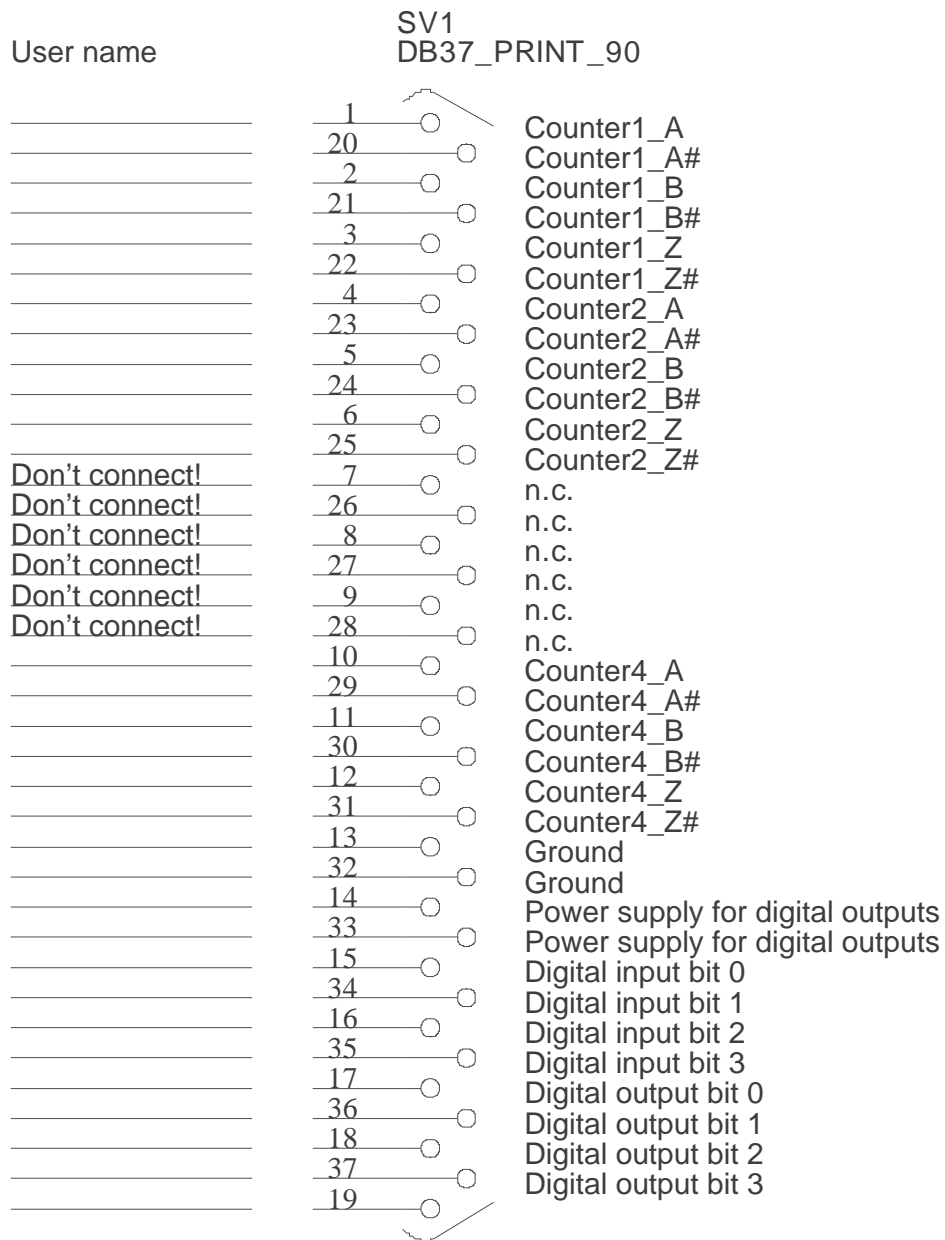 SV1
User name DB37_PRINT_90
1 Counter1_A
20 Counter1_A#
2 Counter1_B
21 Counter1_B#
3 Counter1_Z
22 Counter1_Z#
4 Counter2_A
23 Counter2_A#
5 Counter2_B
24 Counter2_B#
6 Counter2_Z
25 Counter2_Z#
Don't connect! 7 n.c.
Don't connect! 26 n.c.
Don't connect! 8 n.c.
Don't connect! 27 n.c.
Don't connect! 9 n.c.
Don't connect! 28 n.c.
10 Counter4_A
29 Counter4_A#
11 Counter4_B
30 Counter4_B#
12 Counter4_Z
31 Counter4_Z#
13 Ground
32 Ground
14 Power supply for digital outputs
33 Power supply for digital outputs
15 Digital input bit 0
34 Digital input bit 1
16 Digital input bit 2
35 Digital input bit 3
17 Digital output bit 0
36 Digital output bit 1
18 Digital output bit 2
37 Digital output bit 3
19